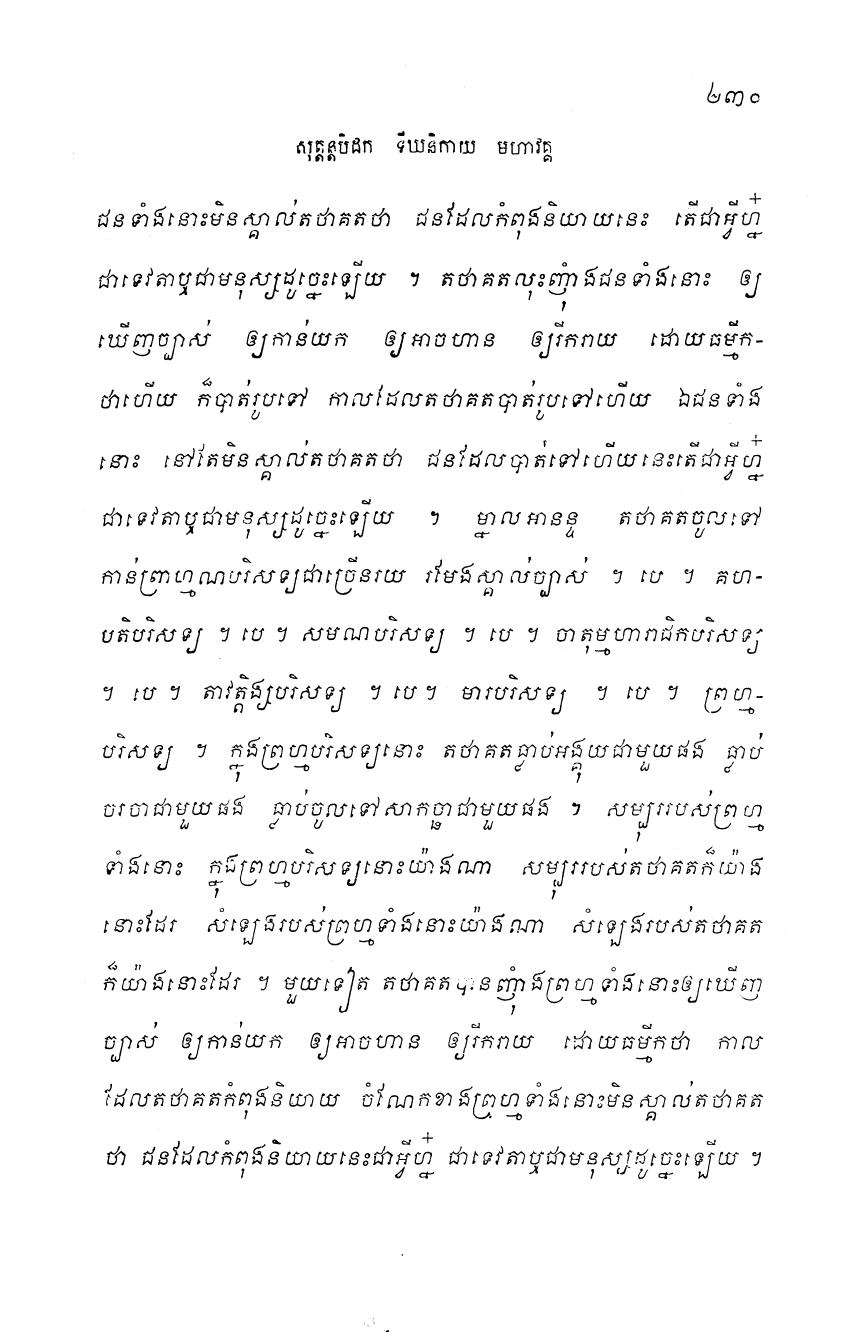 ២៣០
សុត្តន្តបិដក ទីឃនិកាយ មហាវគ្គ
ជនទាំងនោះមិនស្គាល់តថាគតថា ជនដែលកំពុងនិយាយនេះ តើជាអ្វីហ្ន៎
ជាទេវតាឬជាមនុស្សដូច្នេះឡើយ ។ តថាគតលុះញុំាងជនទាំងនោះ ឲ្យ
ឃើញច្បាស់ ឲ្យកាន់យក ឲ្យអាចហាន ឲ្យរីករាយ ដោយធម្មីក-
ថាហើយ ក៏បាត់រូបទៅ កាលដែលតថាគតបាត់រូបទៅហើយ ឯជនទាំង
នោះ នៅតែមិនស្គាល់តថាគតថា ជនដែលបាត់ទៅហើយនេះតើជាអ្វីហ្ន៎
ជាទេវតាឬជាមនុស្សដូច្នេះឡើយ ។ ម្នាលអានន្ទ តថាគតចូលទៅ
កាន់ព្រាហ្មណបរិសទ្យជាច្រើនរយ រមែងស្គាល់ច្បាស់ ។ បេ ។ គហ-
បតិបរិសទ្យ ។ បេ ។ សមណបរិសទ្យ ។ បេ ។ ចាតុម្មហារាជិកបរិសទ្យ
។ បេ ។ តាវត្តិង្សបរិសទ្យ ។ បេ ។ មារបរិសទ្យ ។ បេ ។ ព្រហ្ម-
បរិសទ្យ ។ ក្នុងព្រហ្មបរិសទ្យនោះ តថាគតធ្លាប់អង្គុយជាមួយផង ធ្លាប់
ចរចាជាមួយផង ធ្លាប់ចូលទៅសាកច្ឆាជាមួយផង ។ សម្បុររបស់ព្រហ្ម
ទាំងនោះ ក្នុងព្រហ្មបរិសទ្យនោះយ៉ាងណា សម្បុររបស់តថាគតក៏យ៉ាង
នោះដែរ សំឡេងរបស់ព្រហ្មទាំងនោះយ៉ាងណា សំឡេងរបស់តថាគត
ក៏យ៉ាងនោះដែរ ។ មួយទៀត តថាគតបានញុំាងព្រហ្មទាំងនោះឲ្យឃើញ
ច្បាស់ ឲ្យកាន់យក ឲ្យអាចហាន ឲ្យរីករាយ ដោយធម្មីកថា កាល
ដែលតថាគតកំពុងនិយាយ ចំណែកខាងព្រហ្មទាំងនោះមិនស្គាល់តថាគត
ថា ជនដែលកំពុងនិយាយនេះជាអ្វីហ្ន៎ ជាទេវតាឬជាមនុស្សដូច្នេះឡើយ ។